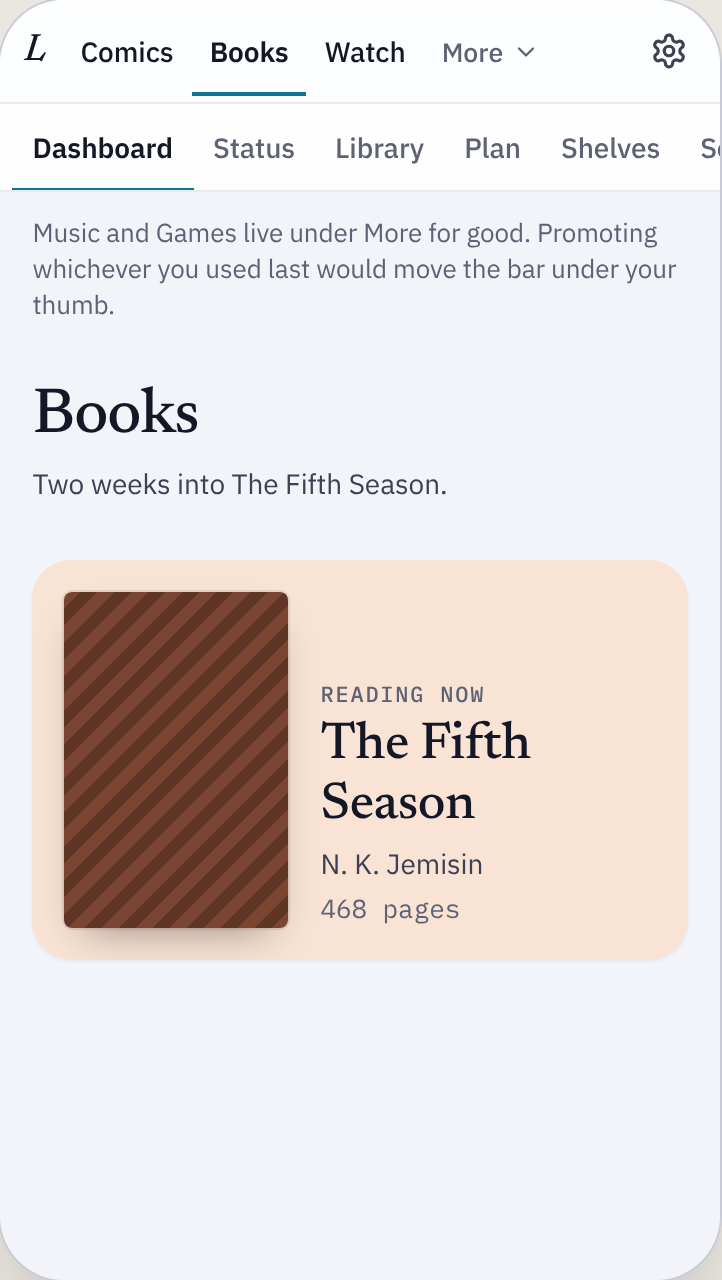 L Comics Books Watch More
Dashboard Status Library Plan Shelves
Music and Games live under More for good. Promoting
whichever you used last would move the bar under your
thumb.
Books
Two weeks into The Fifth Season.
READING NOW
The Fifth
Season
N. K. Jemisin
468 pages